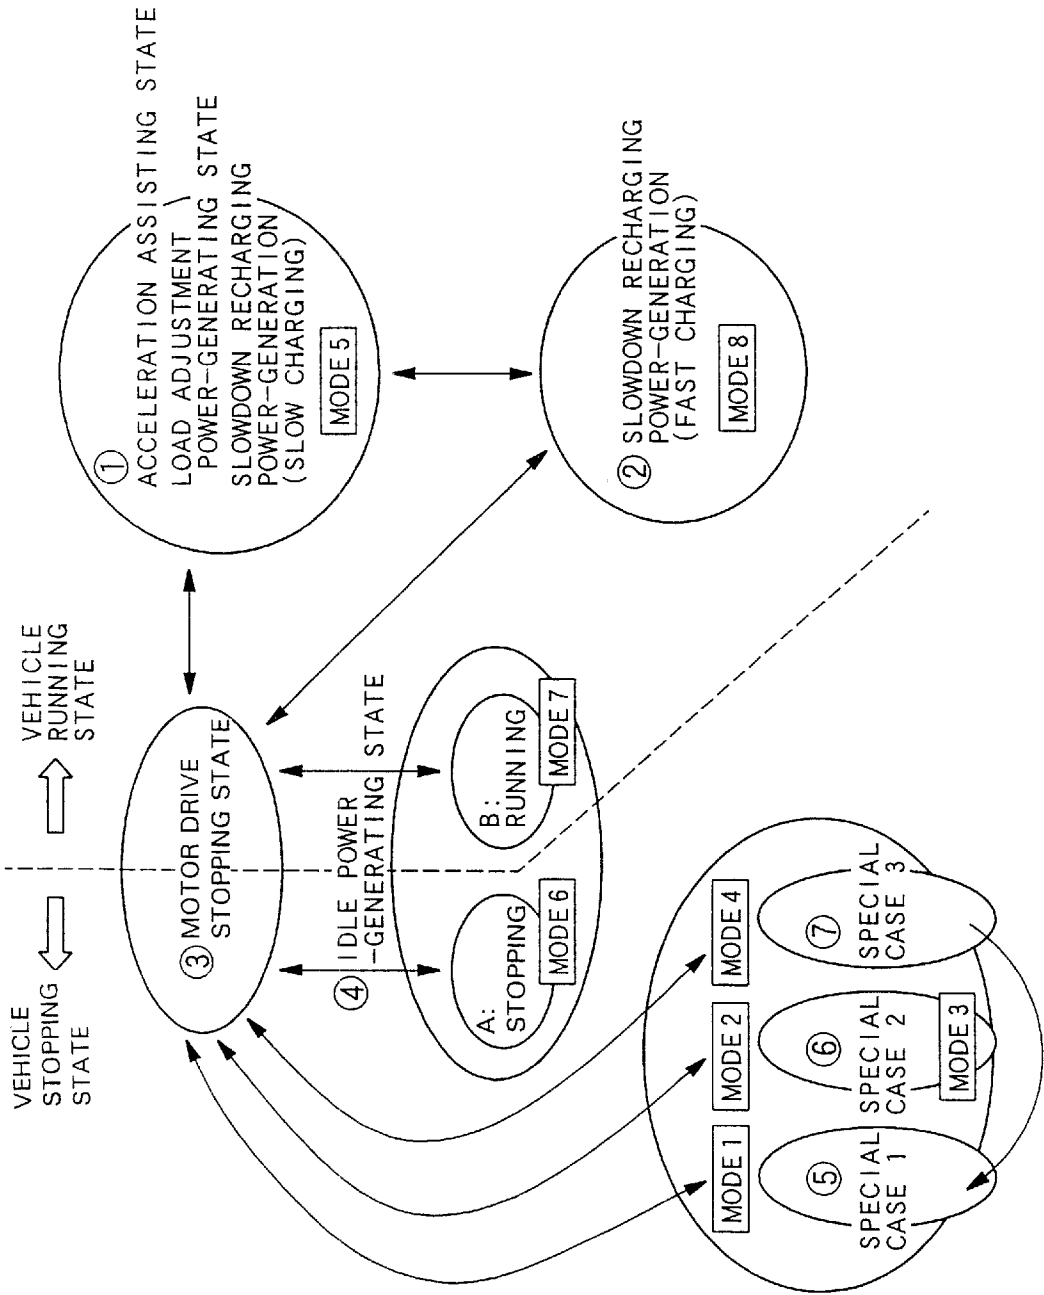 VEHICLE
STOPPING
STATE
VEHICLE
RUNNING
STATE
③ MOTOR DRIVE
STOPPING STATE
①
ACCELERATION ASSISTING STATE
LOAD ADJUSTMENT
POWER-GENERATING STATE
SLOWDOWN RECHARGING
POWER-GENERATION
(SLOW CHARGING)
MODE 5
④ IDLE POWER
-GENERATING STATE
A:
STOPPING
MODE 6
B:
RUNNING
MODE 7
② SLOWDOWN RECHARGING
POWER-GENERATION
(FAST CHARGING)
MODE 8
MODE 1
MODE 2
MODE 4
⑤
SPECIAL
CASE 1
⑥
SPECIAL
CASE 2
MODE 3
⑦
SPECIAL
CASE 3